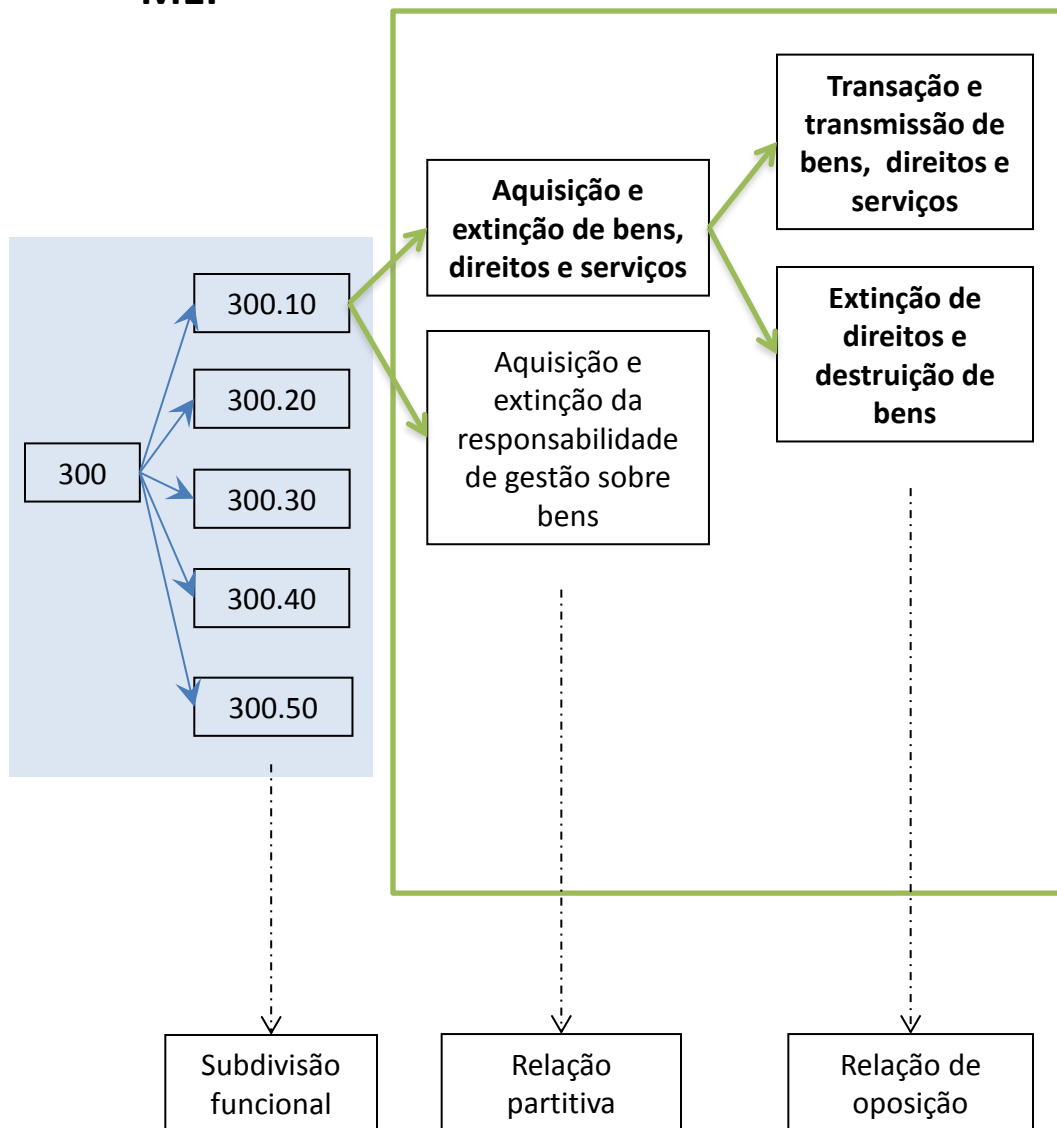 Transação e
transmissão de
bens, direitos e
serviços
Aquisição e
extinção de bens,
direitos e serviços
300.10
Extinção de
direitos e
destruição de
bens
Aquisição e
extinção da
responsabilidade
de gestão sobre
bens
300.20
300
300.30
300.40
300.50
Subdivisão
funcional
Relação
partitiva
Relação de
oposição